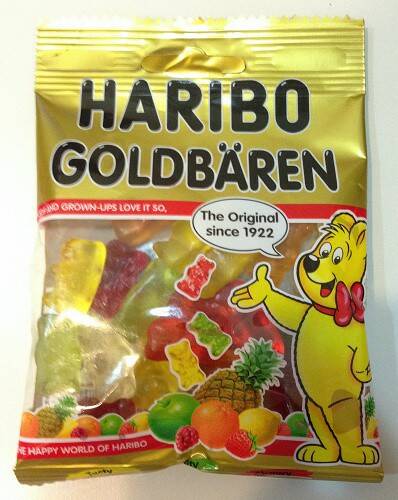 HARIBO
GOLDBÄREN
AND GROWN-UPS LOVE IT SO,
The Original
since 1922
THE HAPPY WORLD OF HARIBO